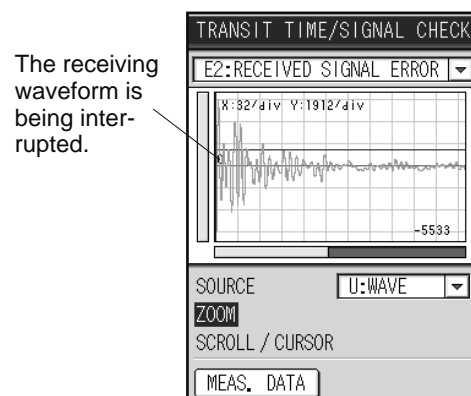 The receiving
waveform is
being inter-
rupted.
TRANSIT TIME/SIGNAL CHECK
E2:RECEIVED SIGNAL ERROR
X:32/div Y:1912/div
-5533
SOURCE
U:WAVE
ZOOM
SCROLL / CURSOR
MEAS. DATA